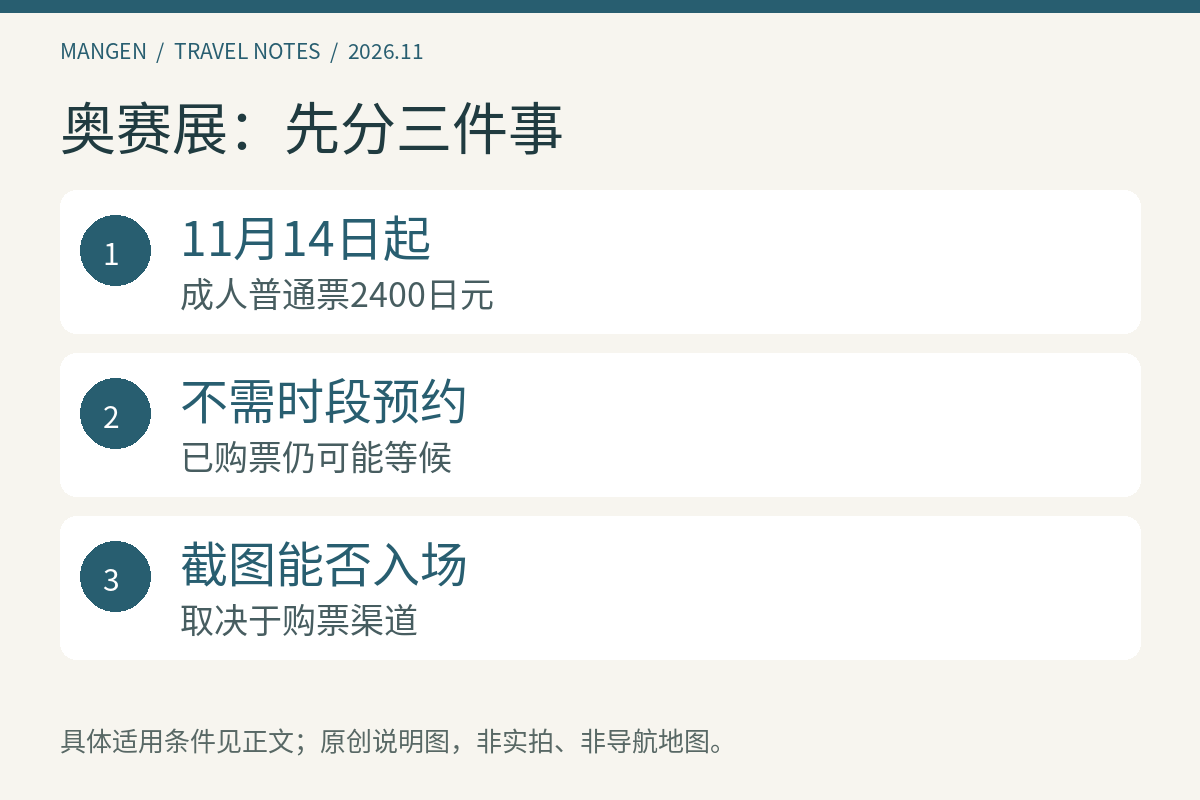 MANGEN / TRAVEL NOTES / 2026.11
奥赛展：先分三件事
1
11月14日起
成人普通票2400日元
2
不需时段预约
已购票仍可能等候
3
截图能否入场
取决于购票渠道
具体适用条件见正文；原创说明图，非实拍、非导航地图。